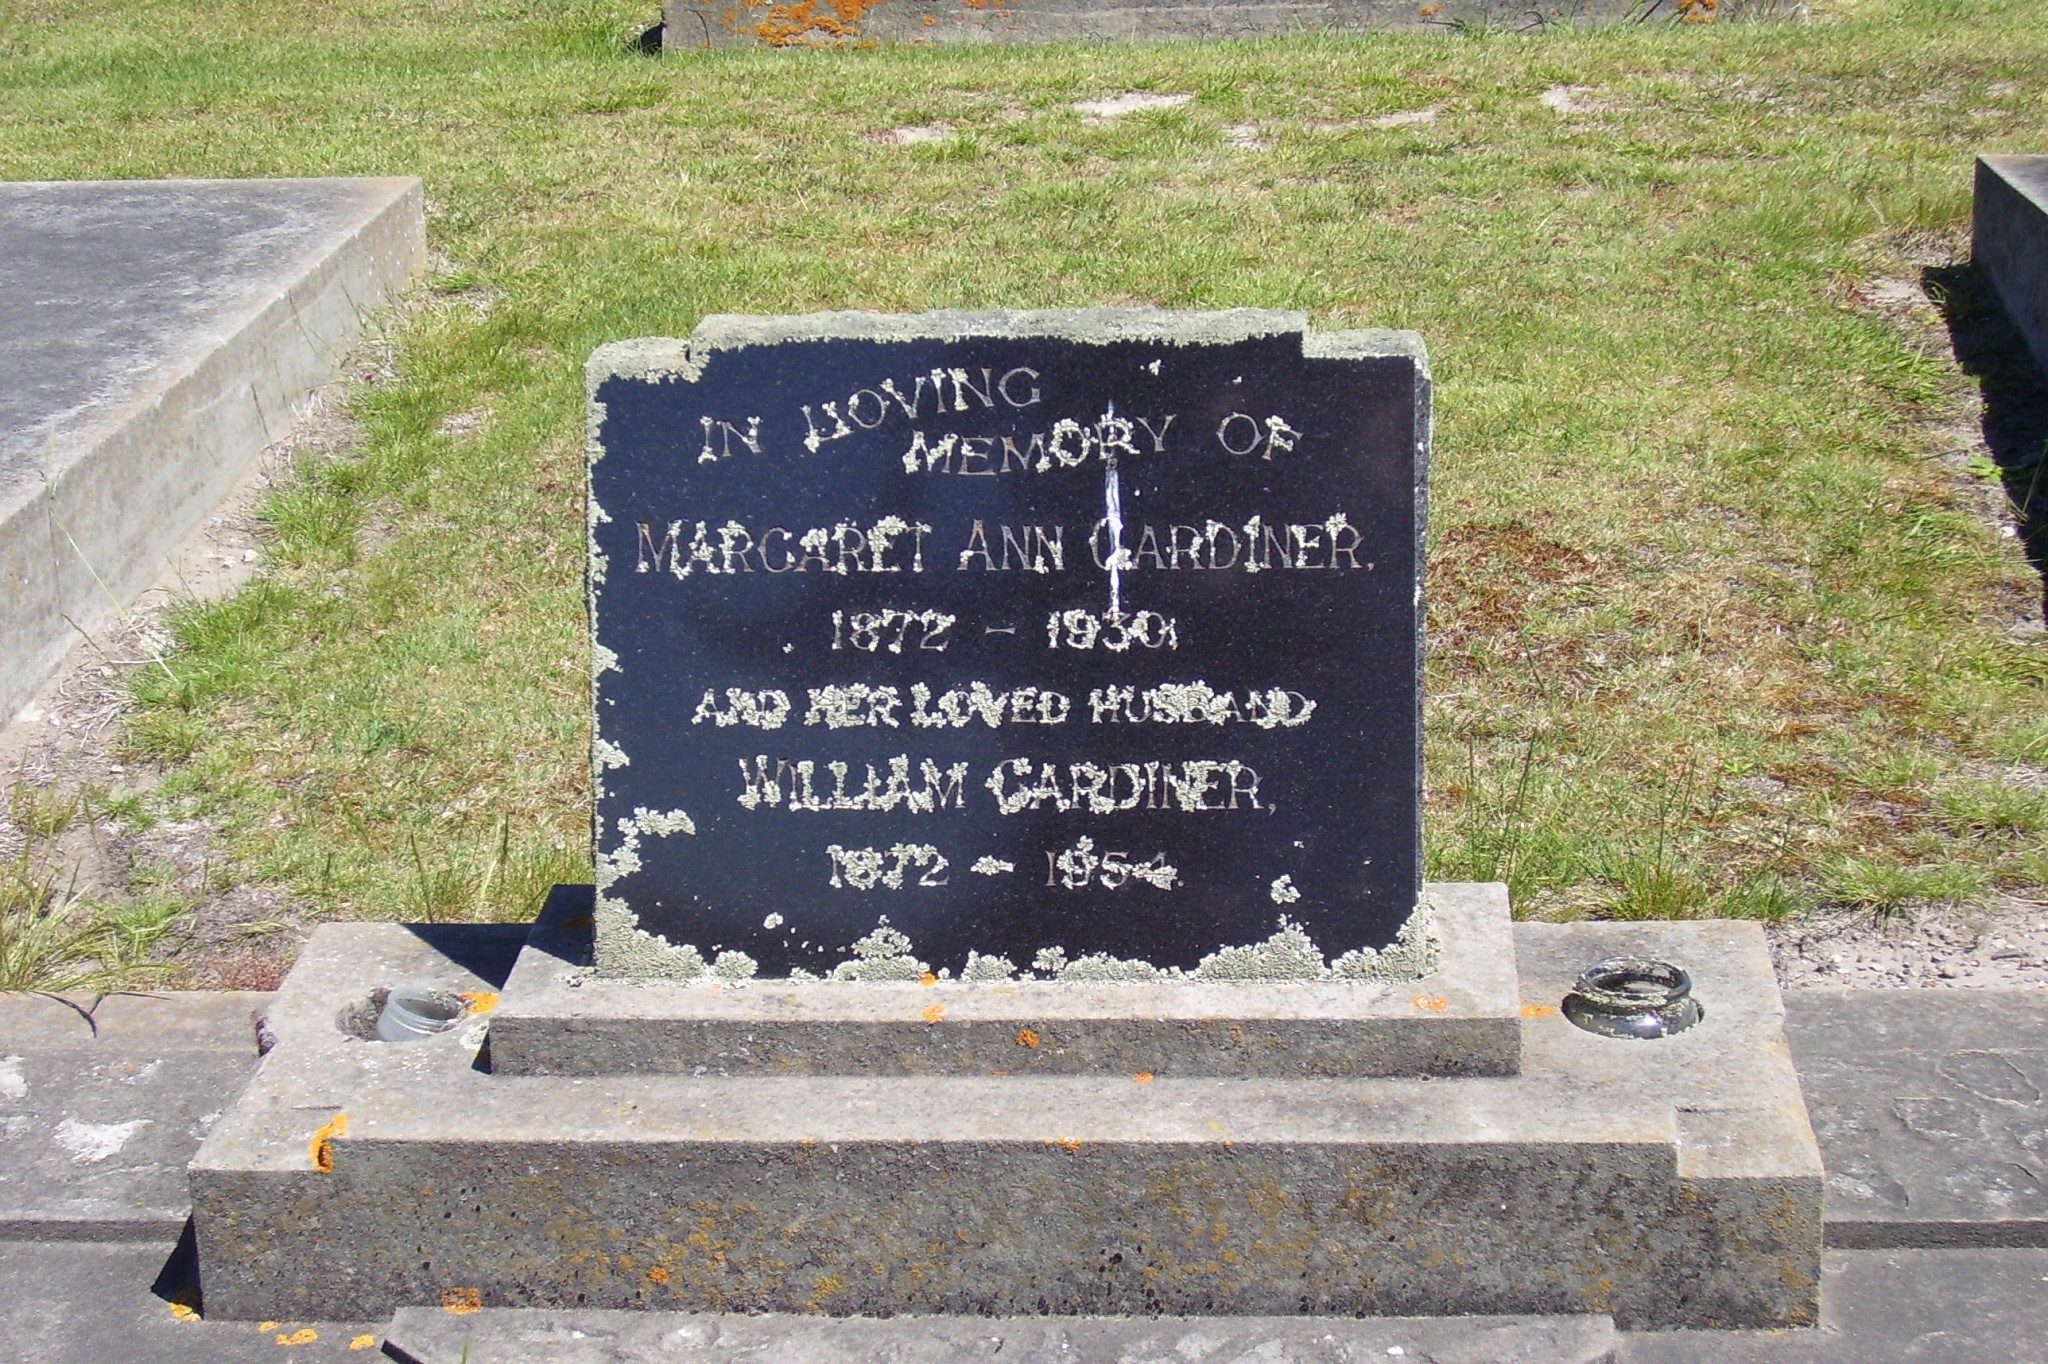 IN LOVING
MEMORY OF
MARGARET ANN GARDINER,
1872 – 1930,
AND HER LOVED HUSBAND
WILLIAM GARDINER,
1872 – 1954.